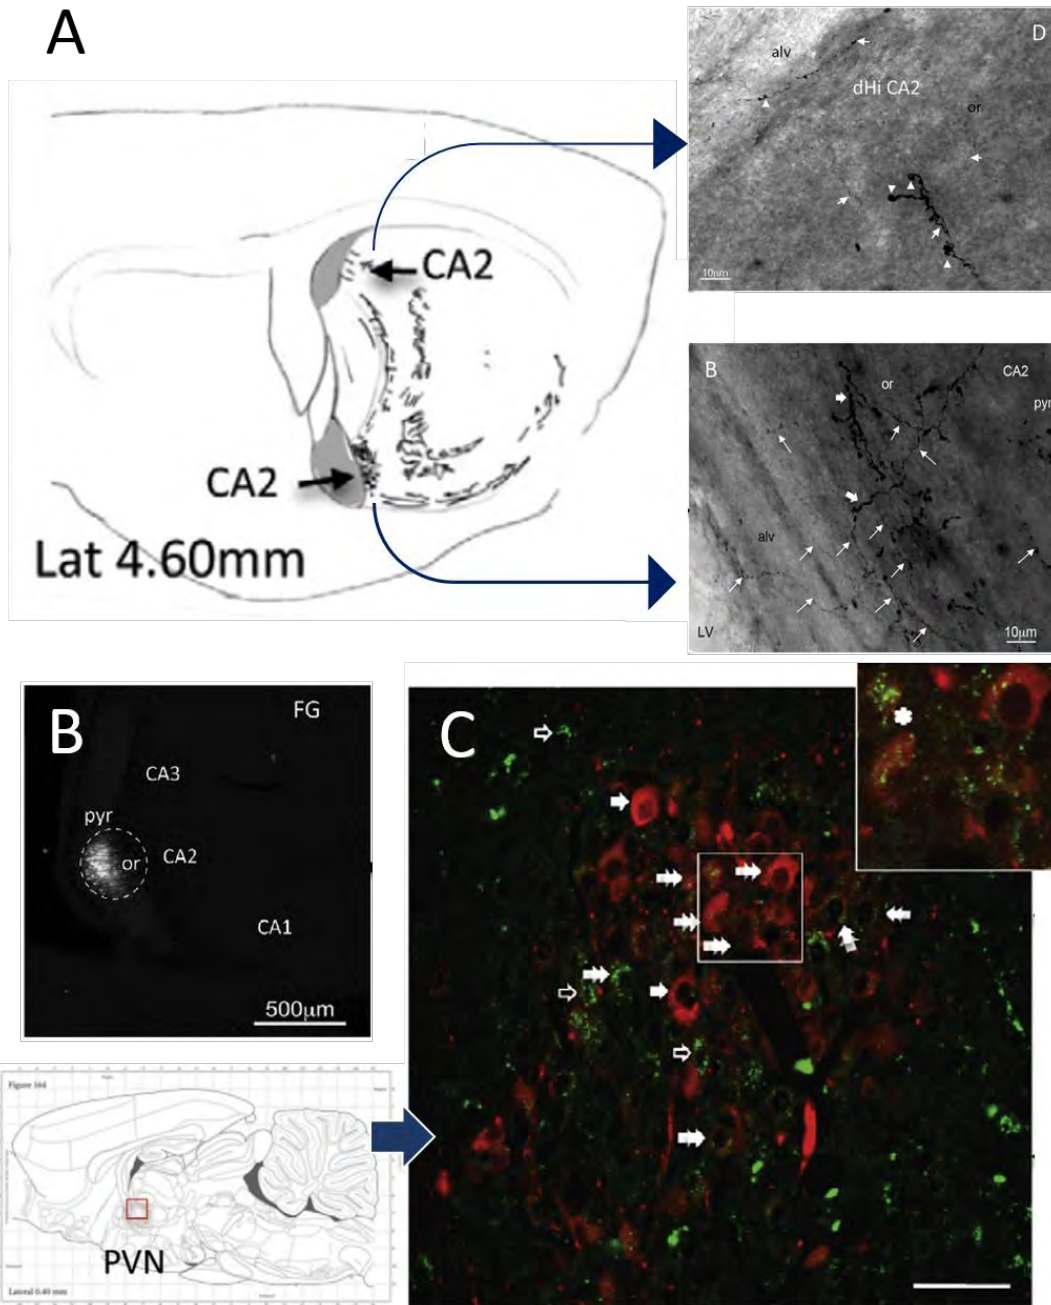 A
CA2
CA2
Lat 4.60mm
D
alv
dHi CA2
or
10μm
B
or
CA2
pyr
alv
LV
10μm
B
FG
CA3
pyr
or
CA2
CA1
500μm
C
Figure 164
PVN
Lateral 0.40 mm